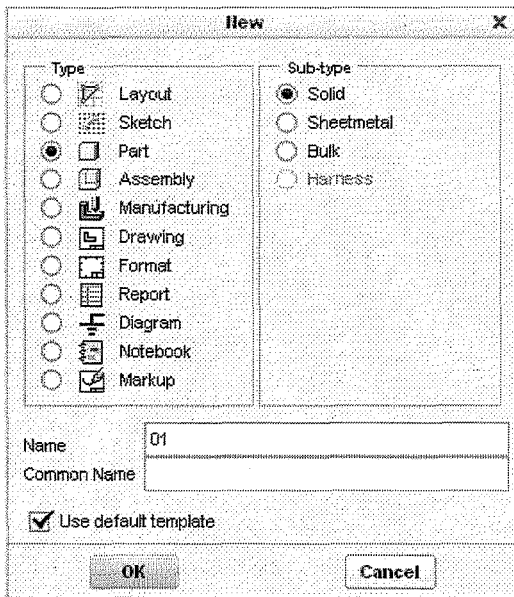 New
Type
Layout
Sketch
Part
Assembly
Manufacturing
Drawing
Format
Report
Diagram
Notebook
Markup
Sub-type
Solid
Sheetmetal
Bulk
Harness
Name 01
Common Name
Use default template
OK Cancel